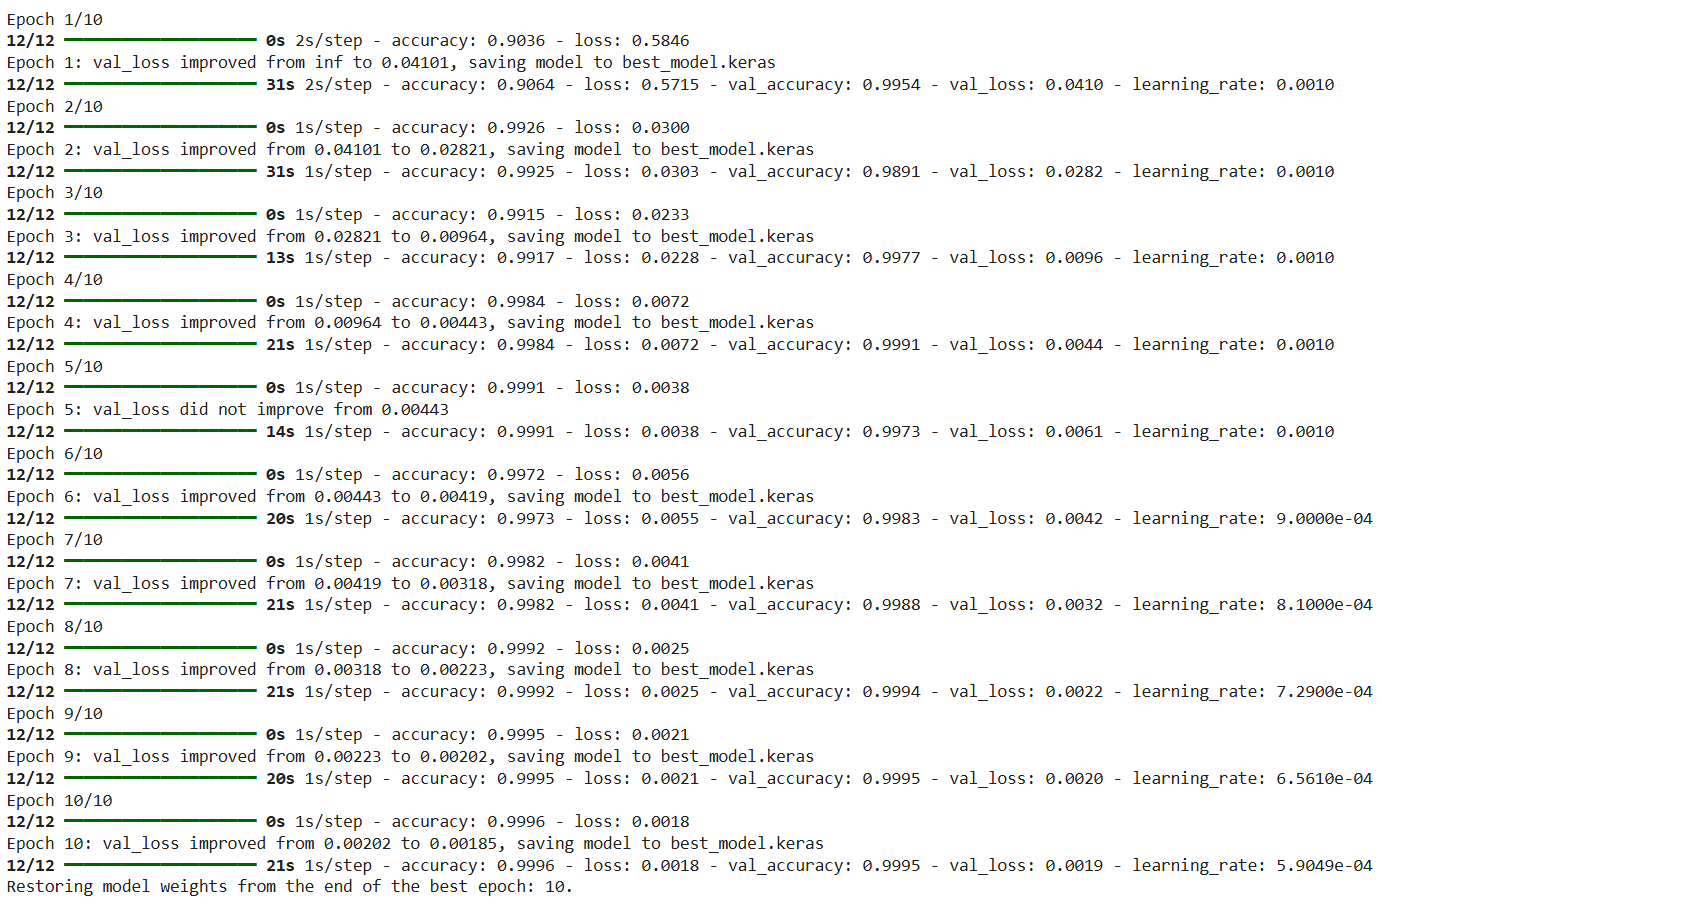 Epoch 1/10
12/12 ━━━━━━━━━━━━━━━━━━━━ 0s 2s/step - accuracy: 0.9036 - loss: 0.5846
Epoch 1: val_loss improved from inf to 0.04101, saving model to best_model.keras
12/12 ━━━━━━━━━━━━━━━━━━━━ 31s 2s/step - accuracy: 0.9064 - loss: 0.5715 - val_accuracy: 0.9954 - val_loss: 0.0410 - learning_rate: 0.0010
Epoch 2/10
12/12 ━━━━━━━━━━━━━━━━━━━━ 0s 1s/step - accuracy: 0.9926 - loss: 0.0300
Epoch 2: val_loss improved from 0.04101 to 0.02821, saving model to best_model.keras
12/12 ━━━━━━━━━━━━━━━━━━━━ 31s 1s/step - accuracy: 0.9925 - loss: 0.0303 - val_accuracy: 0.9891 - val_loss: 0.0282 - learning_rate: 0.0010
Epoch 3/10
12/12 ━━━━━━━━━━━━━━━━━━━━ 0s 1s/step - accuracy: 0.9915 - loss: 0.0233
Epoch 3: val_loss improved from 0.02821 to 0.00964, saving model to best_model.keras
12/12 ━━━━━━━━━━━━━━━━━━━━ 13s 1s/step - accuracy: 0.9917 - loss: 0.0228 - val_accuracy: 0.9977 - val_loss: 0.0096 - learning_rate: 0.0010
Epoch 4/10
12/12 ━━━━━━━━━━━━━━━━━━━━ 0s 1s/step - accuracy: 0.9984 - loss: 0.0072
Epoch 4: val_loss improved from 0.00964 to 0.00443, saving model to best_model.keras
12/12 ━━━━━━━━━━━━━━━━━━━━ 21s 1s/step - accuracy: 0.9984 - loss: 0.0072 - val_accuracy: 0.9991 - val_loss: 0.0044 - learning_rate: 0.0010
Epoch 5/10
12/12 ━━━━━━━━━━━━━━━━━━━━ 0s 1s/step - accuracy: 0.9991 - loss: 0.0038
Epoch 5: val_loss did not improve from 0.00443
12/12 ━━━━━━━━━━━━━━━━━━━━ 14s 1s/step - accuracy: 0.9991 - loss: 0.0038 - val_accuracy: 0.9973 - val_loss: 0.0061 - learning_rate: 0.0010
Epoch 6/10
12/12 ━━━━━━━━━━━━━━━━━━━━ 0s 1s/step - accuracy: 0.9972 - loss: 0.0056
Epoch 6: val_loss improved from 0.00443 to 0.00419, saving model to best_model.keras
12/12 ━━━━━━━━━━━━━━━━━━━━ 20s 1s/step - accuracy: 0.9973 - loss: 0.0055 - val_accuracy: 0.9983 - val_loss: 0.0042 - learning_rate: 9.0000e-04
Epoch 7/10
12/12 ━━━━━━━━━━━━━━━━━━━━ 0s 1s/step - accuracy: 0.9982 - loss: 0.0041
Epoch 7: val_loss improved from 0.00419 to 0.00318, saving model to best_model.keras
12/12 ━━━━━━━━━━━━━━━━━━━━ 21s 1s/step - accuracy: 0.9982 - loss: 0.0041 - val_accuracy: 0.9988 - val_loss: 0.0032 - learning_rate: 8.1000e-04
Epoch 8/10
12/12 ━━━━━━━━━━━━━━━━━━━━ 0s 1s/step - accuracy: 0.9992 - loss: 0.0025
Epoch 8: val_loss improved from 0.00318 to 0.00223, saving model to best_model.keras
12/12 ━━━━━━━━━━━━━━━━━━━━ 21s 1s/step - accuracy: 0.9992 - loss: 0.0025 - val_accuracy: 0.9994 - val_loss: 0.0022 - learning_rate: 7.2900e-04
Epoch 9/10
12/12 ━━━━━━━━━━━━━━━━━━━━ 0s 1s/step - accuracy: 0.9995 - loss: 0.0021
Epoch 9: val_loss improved from 0.00223 to 0.00202, saving model to best_model.keras
12/12 ━━━━━━━━━━━━━━━━━━━━ 20s 1s/step - accuracy: 0.9995 - loss: 0.0021 - val_accuracy: 0.9995 - val_loss: 0.0020 - learning_rate: 6.5610e-04
Epoch 10/10
12/12 ━━━━━━━━━━━━━━━━━━━━ 0s 1s/step - accuracy: 0.9996 - loss: 0.0018
Epoch 10: val_loss improved from 0.00202 to 0.00185, saving model to best_model.keras
12/12 ━━━━━━━━━━━━━━━━━━━━ 21s 1s/step - accuracy: 0.9996 - loss: 0.0018 - val_accuracy: 0.9995 - val_loss: 0.0019 - learning_rate: 5.9049e-04
Restoring model weights from the end of the best epoch: 10.